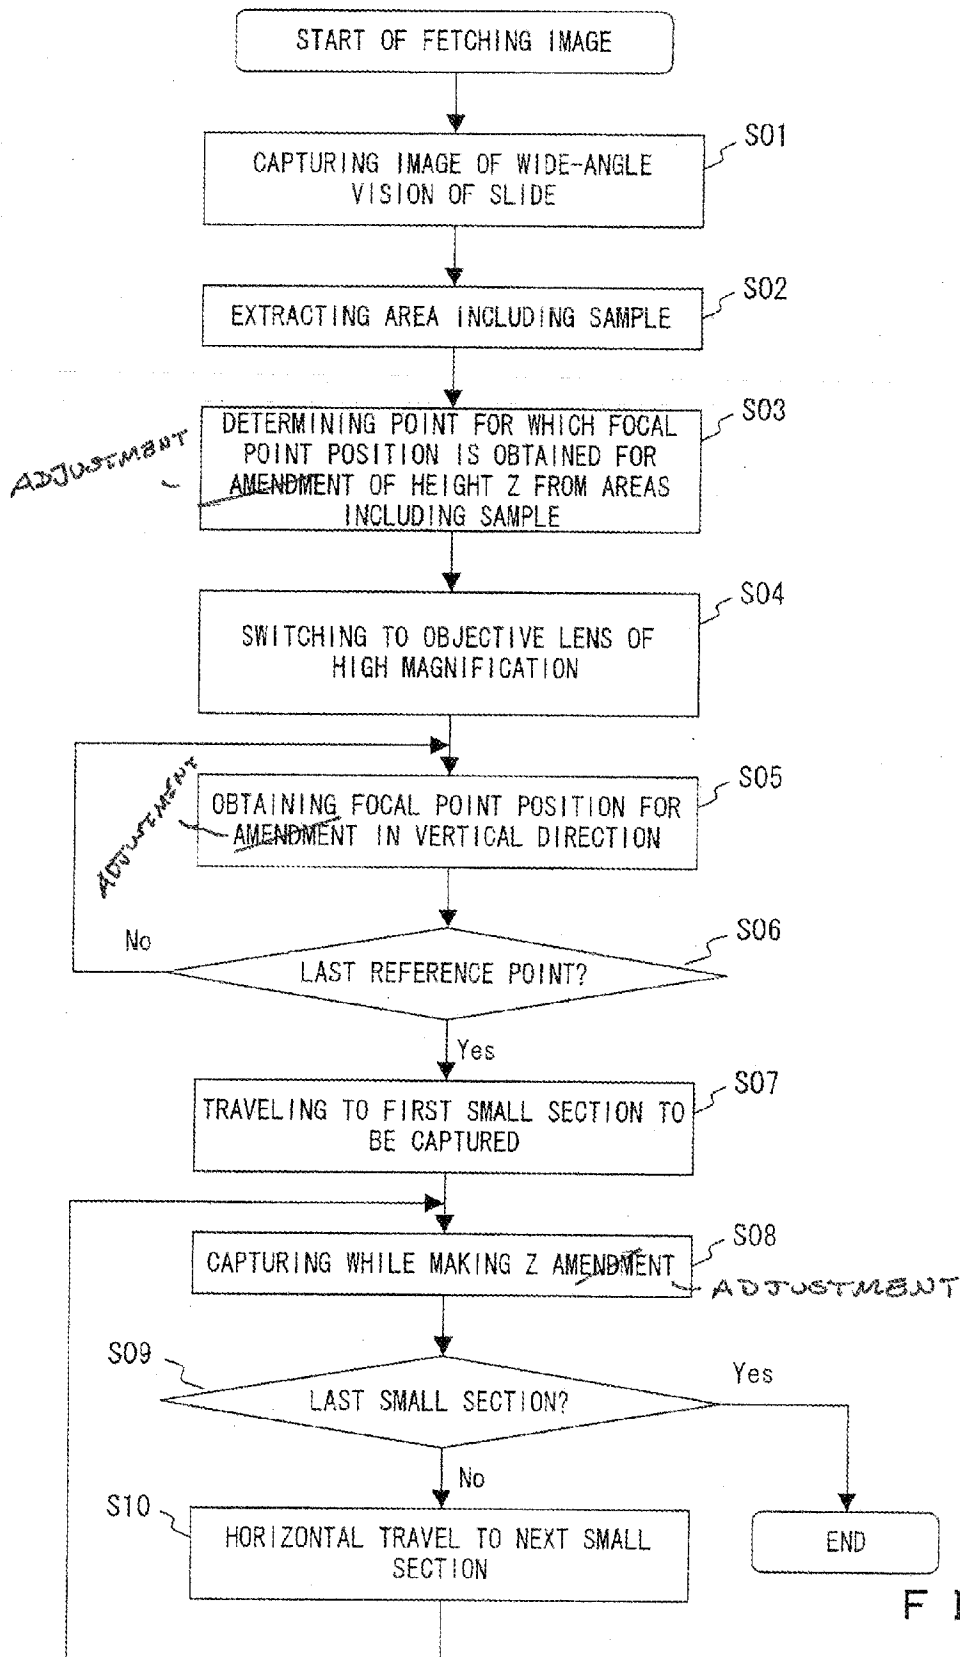 START OF FETCHING IMAGE
S01
CAPTURING IMAGE OF WIDE-ANGLE
VISION OF SLIDE
S02
EXTRACTING AREA INCLUDING SAMPLE
S03
DETERMINING POINT FOR WHICH FOCAL
POINT POSITION IS OBTAINED FOR
ADJUSTMENT
AMENDMENT OF HEIGHT Z FROM AREAS
INCLUDING SAMPLE
S04
SWITCHING TO OBJECTIVE LENS OF
HIGH MAGNIFICATION
S05
OBTAINING FOCAL POINT POSITION FOR
ADJUSTMENT
AMENDMENT IN VERTICAL DIRECTION
S06
No
LAST REFERENCE POINT?
Yes
S07
TRAVELING TO FIRST SMALL SECTION TO
BE CAPTURED
S08
CAPTURING WHILE MAKING Z AMENDMENT
ADJUSTMENT
S09
LAST SMALL SECTION?
Yes
No
S10
HORIZONTAL TRAVEL TO NEXT SMALL
SECTION
END
F